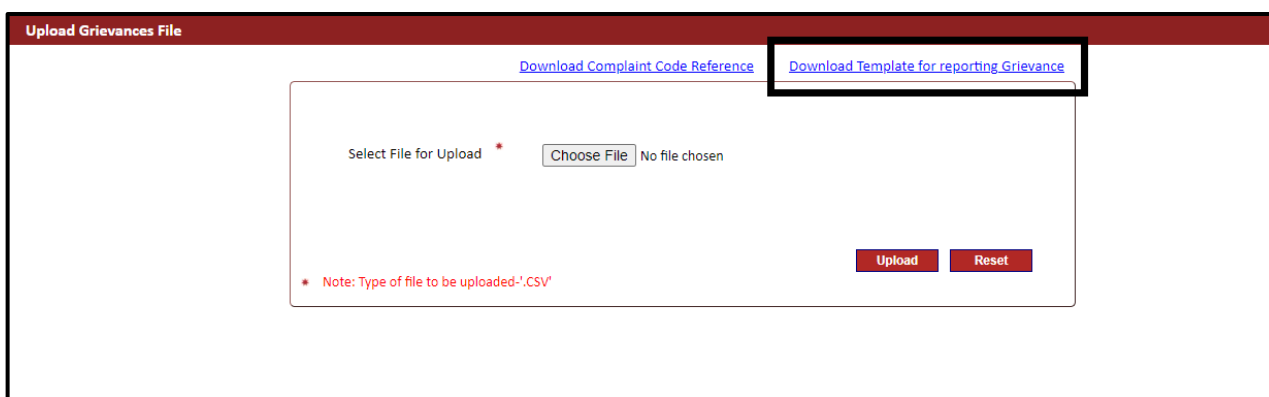 Upload Grievances File
Download Complaint Code Reference Download Template for reporting Grievance
Select File for Upload * Choose File No file chosen
Upload Reset
* Note: Type of file to be uploaded-'.CSV'